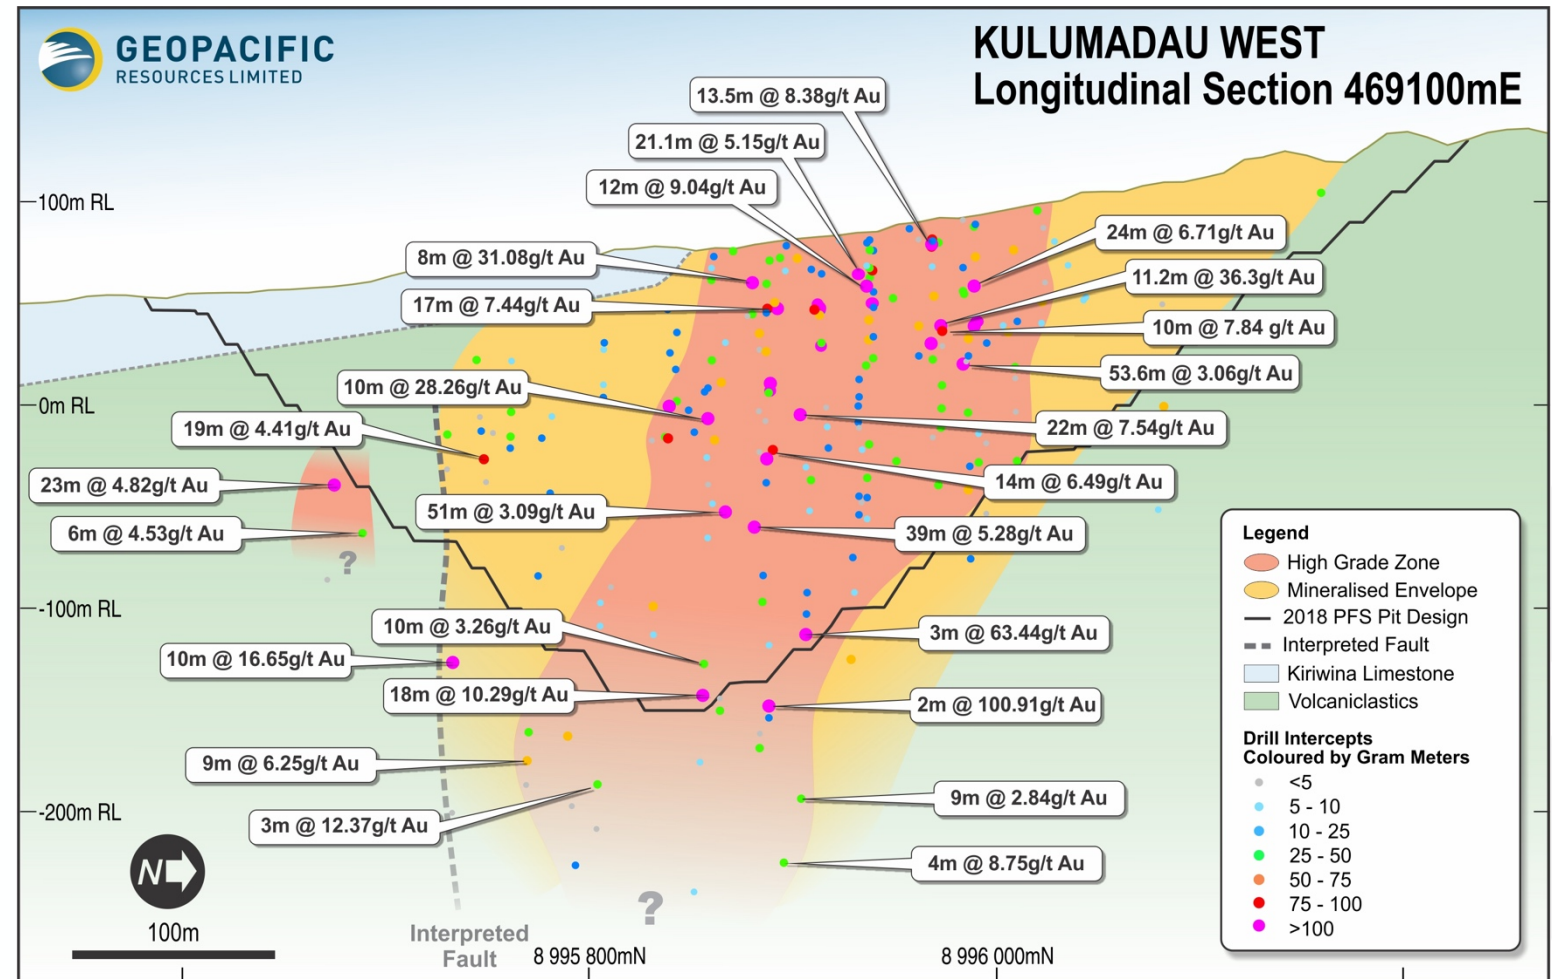 GEOPACIFIC
RESOURCES LIMITED
KULUMADAU WEST
Longitudinal Section 469100mE
13.5m @ 8.38g/t Au
21.1m @ 5.15g/t Au
12m @ 9.04g/t Au
100m RL
24m @ 6.71g/t Au
8m @ 31.08g/t Au
11.2m @ 36.3g/t Au
17m @ 7.44g/t Au
10m @ 7.84 g/t Au
53.6m @ 3.06g/t Au
10m @ 28.26g/t Au
0m RL
19m @ 4.41g/t Au
22m @ 7.54g/t Au
23m @ 4.82g/t Au
14m @ 6.49g/t Au
51m @ 3.09g/t Au
6m @ 4.53g/t Au
39m @ 5.28g/t Au
?
-100m RL
10m @ 3.26g/t Au
3m @ 63.44g/t Au
10m @ 16.65g/t Au
18m @ 10.29g/t Au
2m @ 100.91g/t Au
9m @ 6.25g/t Au
9m @ 2.84g/t Au
-200m RL
3m @ 12.37g/t Au
4m @ 8.75g/t Au
N
?
100m
Interpreted
Fault
8 995 800mN
8 996 000mN
Legend
High Grade Zone
Mineralised Envelope
2018 PFS Pit Design
Interpreted Fault
Kiriwina Limestone
Volcaniclastics
Drill Intercepts
Coloured by Gram Meters
<5
5 - 10
10 - 25
25 - 50
50 - 75
75 - 100
>100